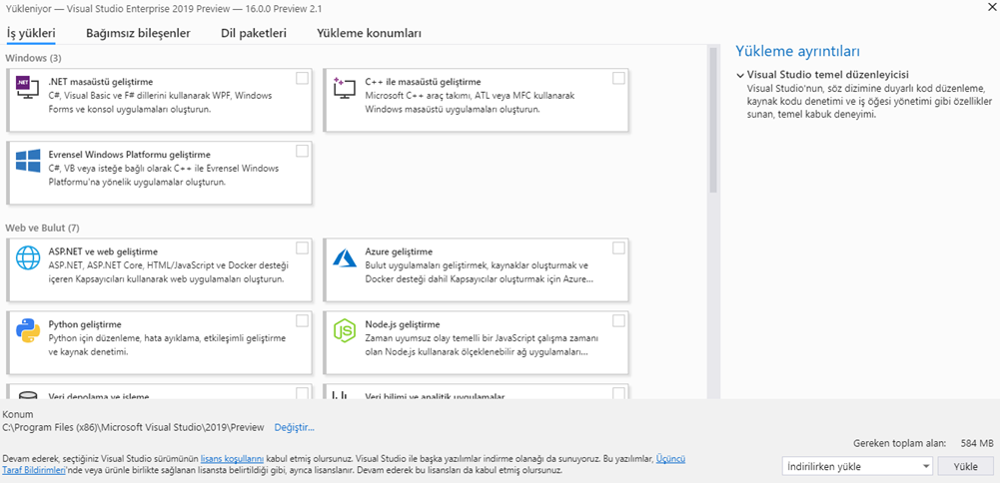 Yükleniyor — Visual Studio Enterprise 2019 Preview — 16.0.0 Preview 2.1
İş yükleri Bağımsız bileşenler Dil paketleri Yükleme konumları
Windows (3)
.NET
.NET masaüstü geliştirme
C#, Visual Basic ve F# dillerini kullanarak WPF, Windows
Forms ve konsol uygulamaları oluşturun.
C++ ile masaüstü geliştirme
Microsoft C++ araç takımı, ATL veya MFC kullanarak
Windows masaüstü uygulamaları oluşturun.
Evrensel Windows Platformu geliştirme
C#, VB veya isteğe bağlı olarak C++ ile Evrensel Windows
Platformu'na yönelik uygulamalar oluşturun.
Web ve Bulut (7)
ASP.NET ve web geliştirme
ASP.NET, ASP.NET Core, HTML/JavaScript ve Docker desteği
içeren Kapsayıcıları kullanarak web uygulamaları oluşturun.
Azure geliştirme
Bulut uygulamaları geliştirmek, kaynaklar oluşturmak ve
Docker desteği dahil Kapsayıcılar oluşturmak için Azure...
Python geliştirme
Python için düzenleme, hata ayıklama, etkileşimli geliştirme
ve kaynak denetimi.
Node.js geliştirme
Zaman uyumsuz olay temelli bir JavaScript çalışma zamanı
olan Node.js kullanarak ölçeklenebilir ağ uygulamaları...
Veri depolama ve işleme
Veri bilimi ve analitik uygulamalar
Yükleme ayrıntıları
Visual Studio temel düzenleyicisi
Visual Studio'nun, söz dizimine duyarlı kod düzenleme,
kaynak kodu denetimi ve iş öğesi yönetimi gibi özellikler
sunan, temel kabuk deneyimi.
Konum
C:\Program Files (x86)\Microsoft Visual Studio\2019\Preview Değiştir...
Gereken toplam alan: 584 MB
Devam ederek, seçtiğiniz Visual Studio sürümünün lisans koşullarını kabul etmiş olursunuz. Visual Studio ile başka yazılımlar indirme olanağı da sunuyoruz. Bu yazılımlar, Üçüncü
Taraf Bildirimleri'nde veya ürünle birlikte sağlanan lisansta belirtildiği gibi, ayrıca lisanslanır. Devam ederek bu lisansları da kabul etmiş olursunuz.
İndirilirken yükle
Yükle